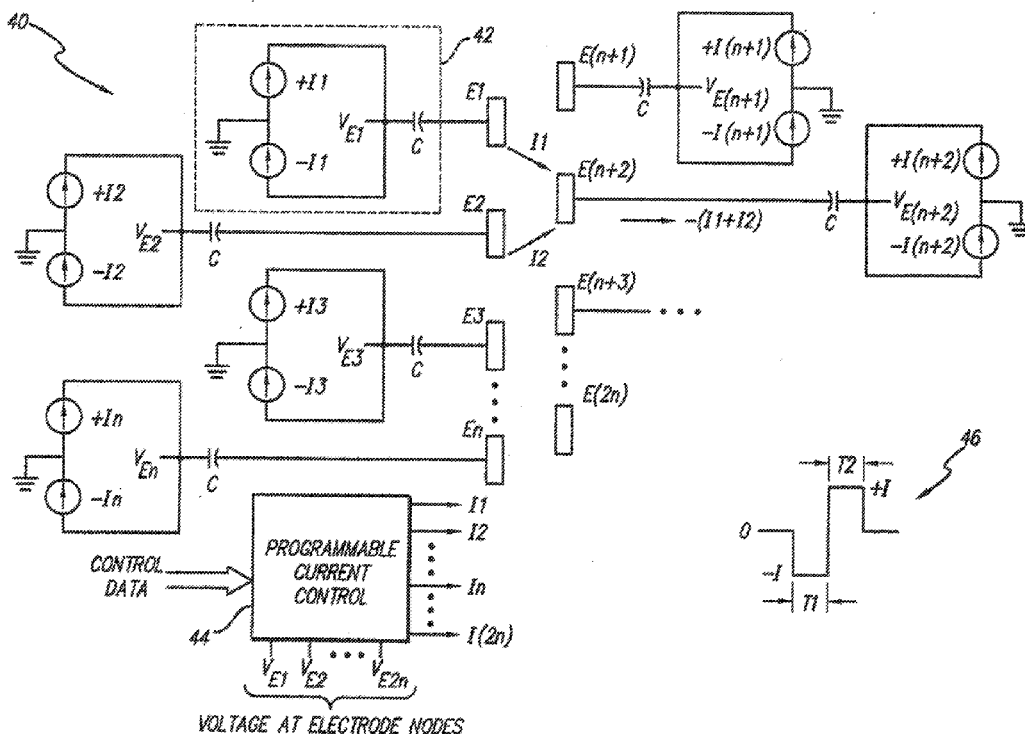 40
42
+I1
-I1
VE1
C
E1
I1
E(n+1)
C
VE(n+1)
+I(n+1)
-I(n+1)
+I2
-I2
VE2
C
E2
I2
E(n+2)
-(I1+I2)
C
VE(n+2)
+I(n+2)
-I(n+2)
+I3
-I3
VE3
C
E3
E(n+3)
+In
-In
VEn
C
En
E(2n)
CONTROL
DATA
PROGRAMMABLE
CURRENT
CONTROL
44
I1
I2
In
I(2n)
VE1 VE2 VE2n
VOLTAGE AT ELECTRODE NODES
46
T2
+I
0
-I
T1